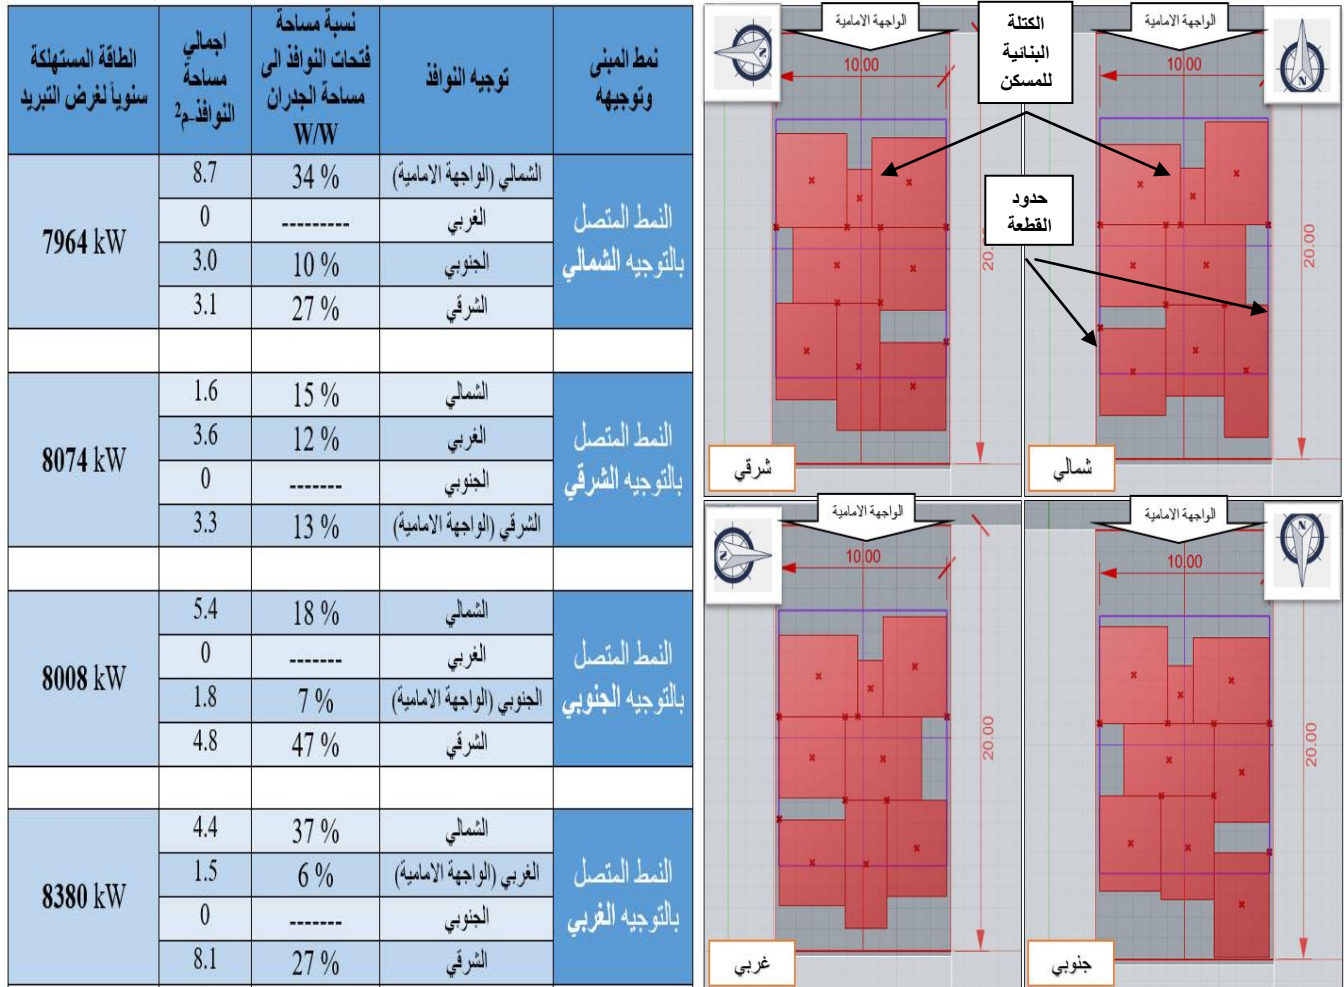 نمط المبنى وتوجيهه
توجيه النوافذ
نسبة مساحة فتحات النوافذ الى مساحة الجدران W/W
اجمالي مساحة النوافذ-م2
الطاقة المستهلكة سنوياً لغرض التبريد
النمط المتصل بالتوجيه الشمالي
الشمالي (الواجهة الامامية) 34 % 8.7
الغربي --------- 0
الجنوبي 10 % 3.0
الشرقي 27 % 3.1
7964 kW
النمط المتصل بالتوجيه الشرقي
الشمالي 15 % 1.6
الغربي 12 % 3.6
الجنوبي ------- 0
الشرقي (الواجهة الامامية) 13 % 3.3
8074 kW
النمط المتصل بالتوجيه الجنوبي
الشمالي 18 % 5.4
الغربي ------- 0
الجنوبي (الواجهة الامامية) 7 % 1.8
الشرقي 47 % 4.8
8008 kW
النمط المتصل بالتوجيه الغربي
الشمالي 37 % 4.4
الغربي (الواجهة الامامية) 6 % 1.5
الجنوبي ------- 0
الشرقي 27 % 8.1
8380 kW
الواجهة الامامية
N
10.00
20.00
شمالي
الكتلة
البنائية
للمسكن
حدود
القطعة
الواجهة الامامية
N
10.00
20.
شرقي
الواجهة الامامية
N
10.00
20.00
جنوبي
الواجهة الامامية
N
10.00
20.00
غربي